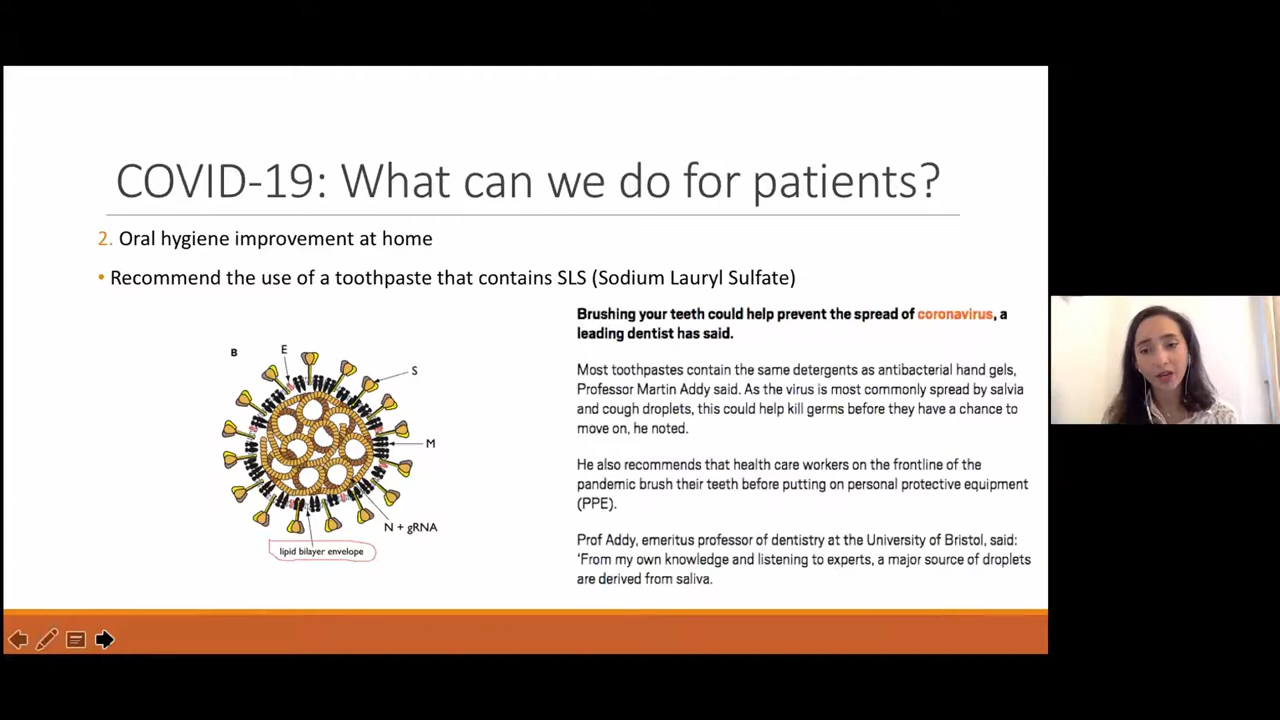 COVID-19: What can we do for patients?
2. Oral hygiene improvement at home
• Recommend the use of a toothpaste that contains SLS (Sodium Lauryl Sulfate)
B
E
S
M
N + gRNA
lipid bilayer envelope
Brushing your teeth could help prevent the spread of coronavirus, a
leading dentist has said.
Most toothpastes contain the same detergents as antibacterial hand gels,
Professor Martin Addy said. As the virus is most commonly spread by salvia
and cough droplets, this could help kill germs before they have a chance to
move on, he noted.
He also recommends that health care workers on the frontline of the
pandemic brush their teeth before putting on personal protective equipment
(PPE).
Prof Addy, emeritus professor of dentistry at the University of Bristol, said:
‘From my own knowledge and listening to experts, a major source of droplets
are derived from saliva.